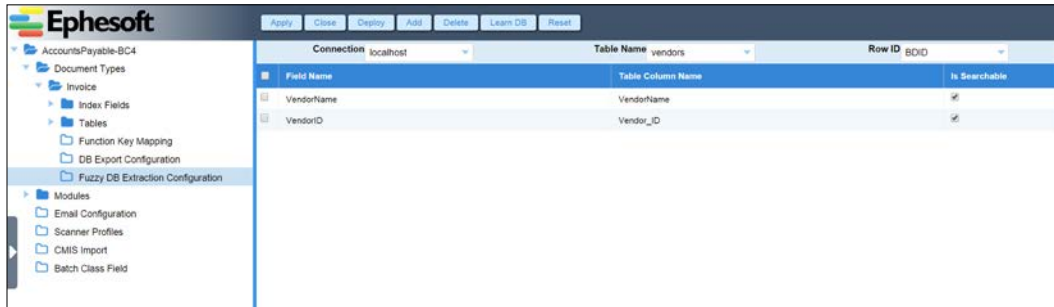 Ephesoft
Apply Close Deploy Add Delete Learn DB Reset
AccountsPayable-BC4
Document Types
Invoice
Index Fields
Tables
Function Key Mapping
DB Export Configuration
Fuzzy DB Extraction Configuration
Modules
Email Configuration
Scanner Profiles
CMIS Import
Batch Class Field
Connection localhost Table Name vendors Row ID BDID
Field Name Table Column Name Is Searchable
VendorName VendorName
VendorID Vendor_ID